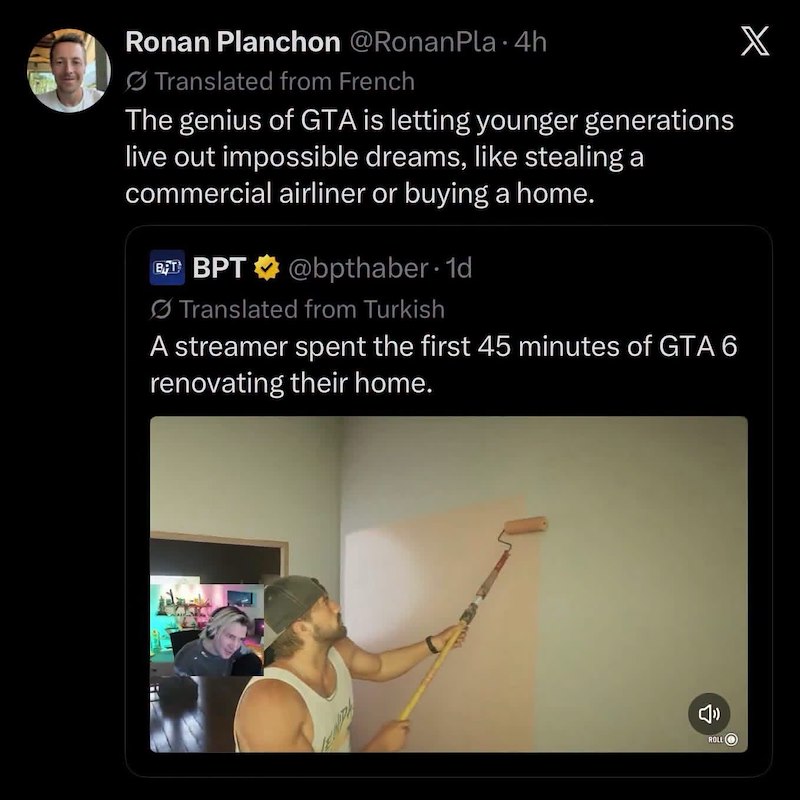 Ronan Planchon @RonanPla · 4h
Translated from French
The genius of GTA is letting younger generations
live out impossible dreams, like stealing a
commercial airliner or buying a home.
BPT
BPT @bpthaber · 1d
Translated from Turkish
A streamer spent the first 45 minutes of GTA 6
renovating their home.
ROLL